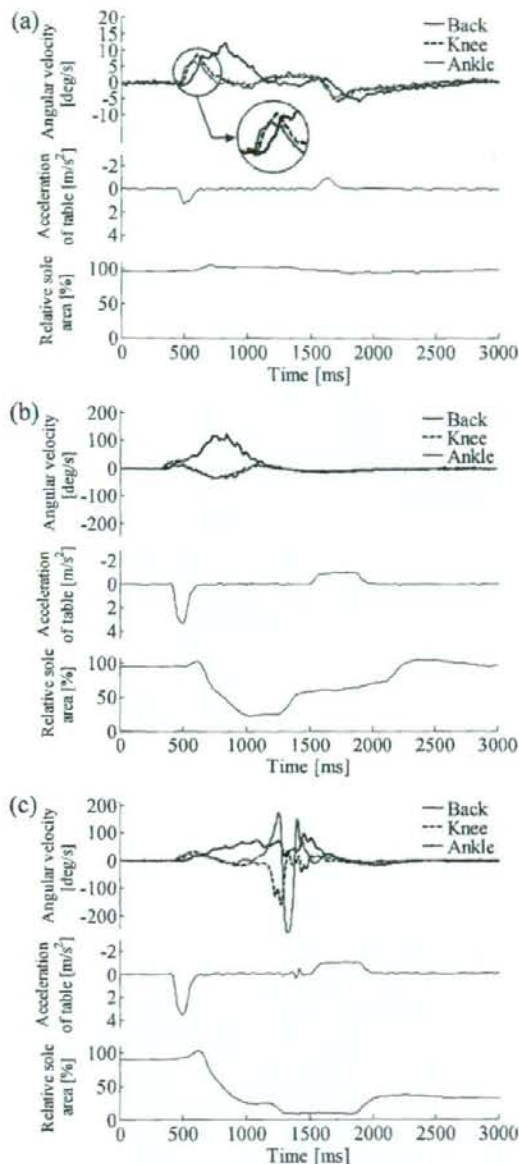 (a)
Angular velocity
[deg/s]
20
15
10
5
0
-5
-10
Back
Knee
Ankle
Acceleration
of table [m/s²]
-2
0
2
4
Relative sole
area [%]
100
50
0
0 500 1000 1500 2000 2500 3000
Time [ms]
(b)
Angular velocity
[deg/s]
200
100
0
-100
-200
Back
Knee
Ankle
Acceleration
of table [m/s²]
-2
0
2
4
Relative sole
area [%]
100
50
0
0 500 1000 1500 2000 2500 3000
Time [ms]
(c)
Angular velocity
[deg/s]
200
100
0
-100
-200
Back
Knee
Ankle
Acceleration
of table [m/s²]
-2
0
2
4
Relative sole
area [%]
100
50
0
0 500 1000 1500 2000 2500 3000
Time [ms]